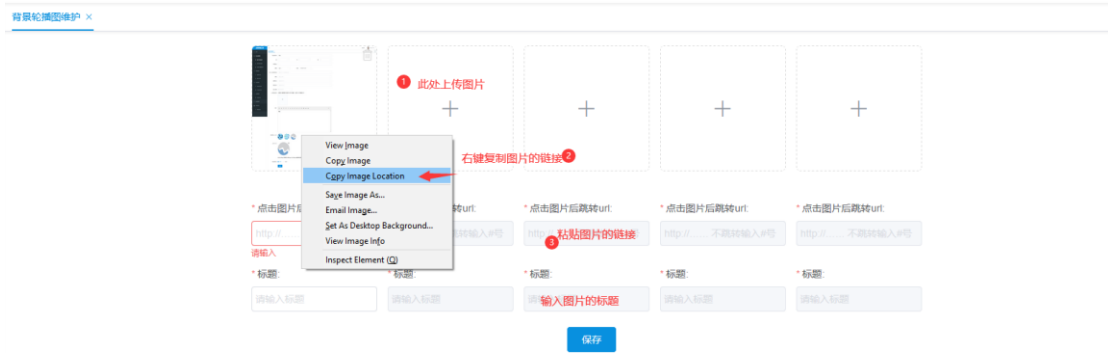 背景轮播图维护 ×
1 此处上传图片
View Image
Copy Image
Copy Image Location
Save Image As...
Email Image...
Set As Desktop Background...
View Image Info
Inspect Element (Q)
右键复制图片的链接 2
* 点击图片后
转url:
* 点击图片后跳转url:
* 点击图片后跳转url:
* 点击图片后跳转url:
http://......
跳转输入#号
http://
粘贴图片的链接
3
http://...... 不跳转输入#号
http://...... 不跳转输入#号
请输入
* 标题:
* 标题:
* 标题:
* 标题:
* 标题:
请输入标题
请输入标题
输入图片的标题
请输入标题
请输入标题
保存